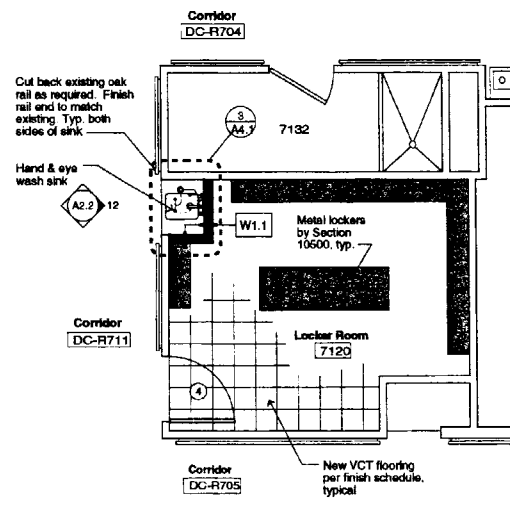 Corridor
DC-R704
Cut back existing oak
rail as required. Finish
rail end to match
existing. Typ. both
sides of sink
3
A4.1
7132
Hand & eye
wash sink
A2.2
12
W1.1
Metal lockers
by Section
10500, typ.
Corridor
DC-R711
Locker Room
7120
4
Corridor
DC-R705
New VCT flooring
per finish schedule,
typical